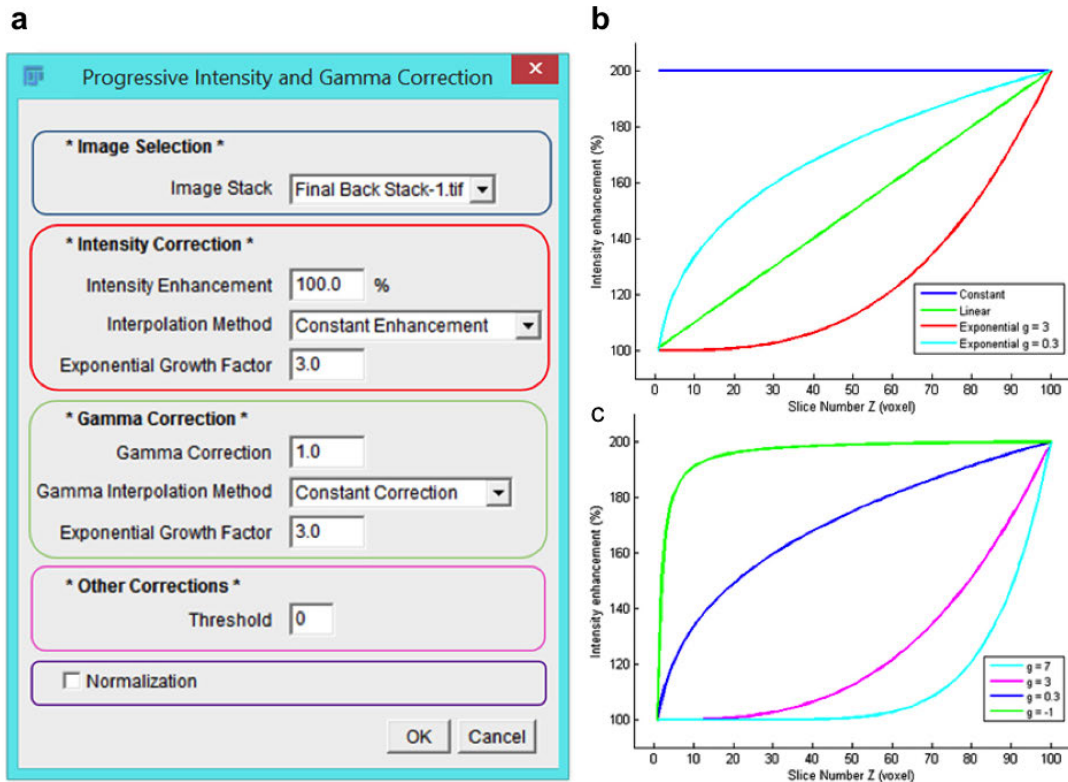 a
Progressive Intensity and Gamma Correction
* Image Selection *
Image Stack Final Back Stack-1.tif
* Intensity Correction *
Intensity Enhancement 100.0 %
Interpolation Method Constant Enhancement
Exponential Growth Factor 3.0
* Gamma Correction *
Gamma Correction 1.0
Gamma Interpolation Method Constant Correction
Exponential Growth Factor 3.0
* Other Corrections *
Threshold 0
Normalization
OK Cancel
b
Intensity enhancement (%)
200
180
160
140
120
100
Constant
Linear
Exponential g = 3
Exponential g = 0.3
0 10 20 30 40 50 60 70 80 90 100
Slice Number Z (voxel)
c
Intensity enhancement (%)
200
180
160
140
120
100
g = 7
g = 3
g = 0.3
g = -1
0 10 20 30 40 50 60 70 80 90 100
Slice Number Z (voxel)